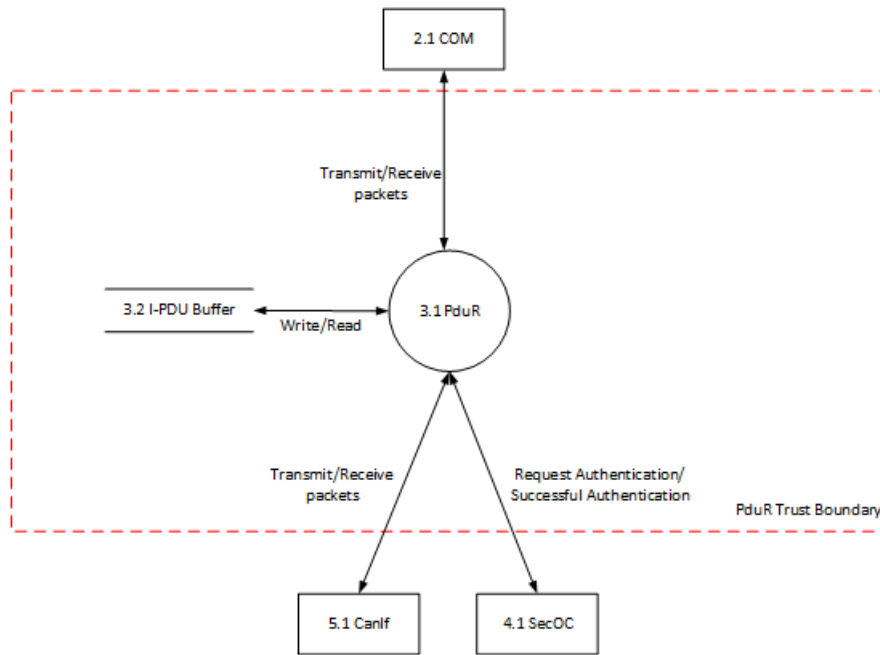 2.1 COM
Transmit/Receive
packets
3.2 I-PDU Buffer
Write/Read
3.1 PduR
Transmit/Receive
packets
Request Authentication/
Successful Authentication
PduR Trust Boundary
5.1 CanIf
4.1 SecOC